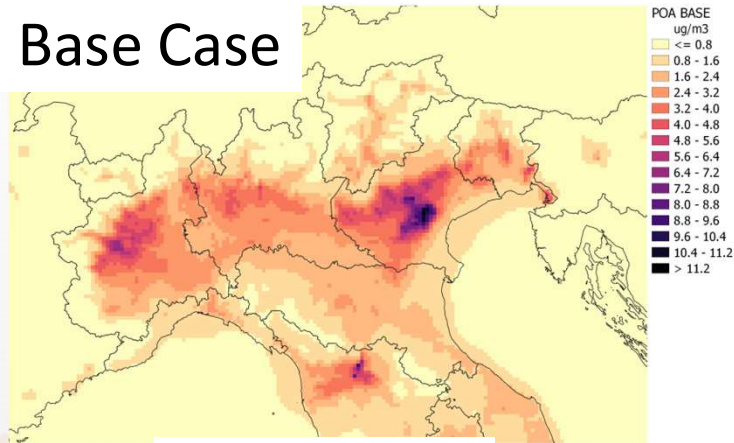 Base Case
POA BASE
ug/m3
<= 0.8
0.8 - 1.6
1.6 - 2.4
2.4 - 3.2
3.2 - 4.0
4.0 - 4.8
4.8 - 5.6
5.6 - 6.4
6.4 - 7.2
7.2 - 8.0
8.0 - 8.8
8.8 - 9.6
9.6 - 10.4
10.4 - 11.2
> 11.2